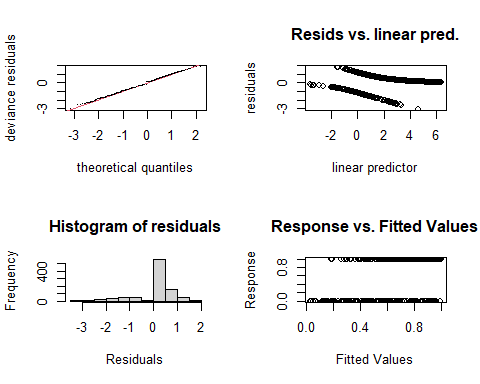 deviance residuals
0
-3
-3 -2 -1 0 1 2
theoretical quantiles
Resids vs. linear pred.
residuals
0
-3
-2 0 2 4 6
linear predictor
Histogram of residuals
Frequency
400
0
-3 -2 -1 0 1 2
Residuals
Response vs. Fitted Values
Response
0.8
0.0
0.0 0.4 0.8
Fitted Values